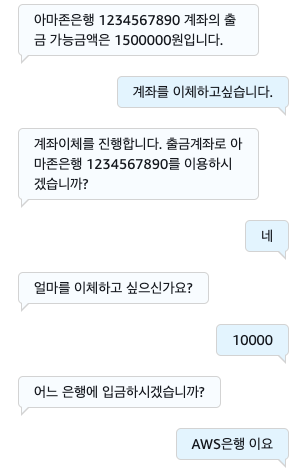 아마존은행 1234567890 계좌의 출
금 가능금액은 1500000원입니다.
계좌를 이체하고싶습니다.
계좌이체를 진행합니다. 출금계좌로 아
마존은행 1234567890를 이용하시
겠습니까?
네
얼마를 이체하고 싶으신가요?
10000
어느 은행에 입금하시겠습니까?
AWS은행 이요